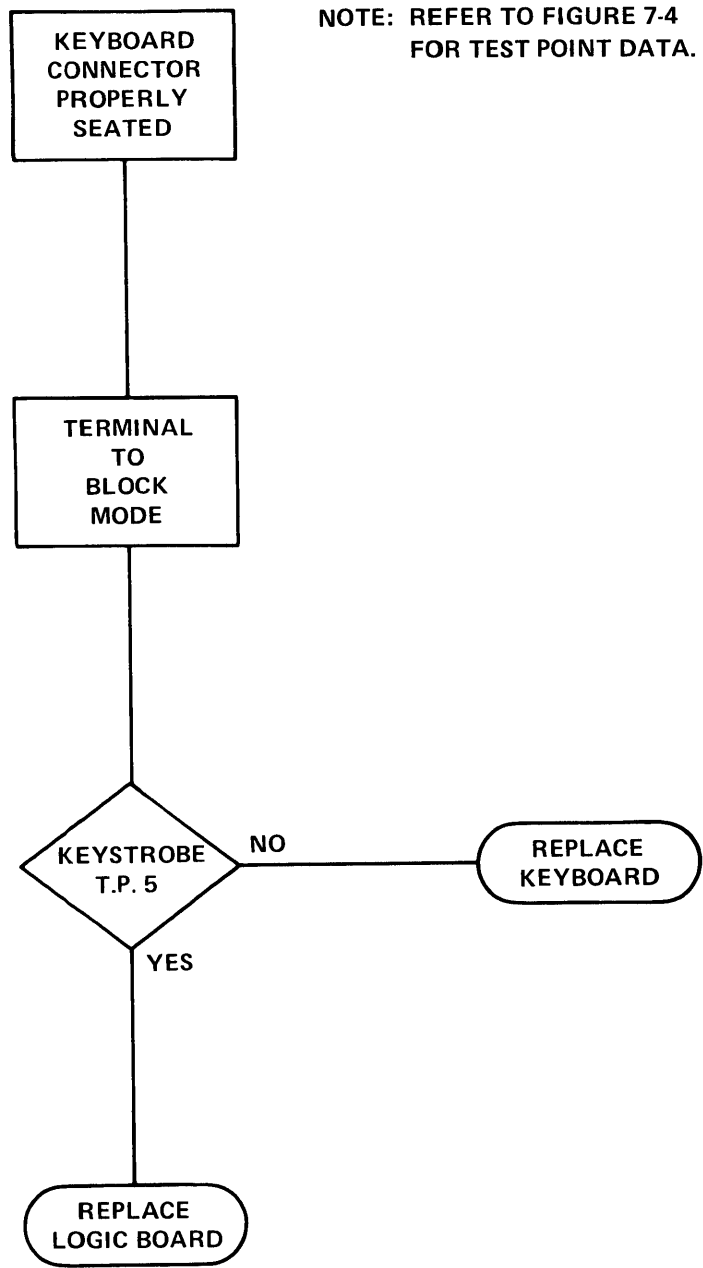 NOTE: REFER TO FIGURE 7-4
FOR TEST POINT DATA.
KEYBOARD
CONNECTOR
PROPERLY
SEATED
TERMINAL
TO
BLOCK
MODE
KEYSTROBE
T.P. 5
NO
REPLACE
KEYBOARD
YES
REPLACE
LOGIC BOARD